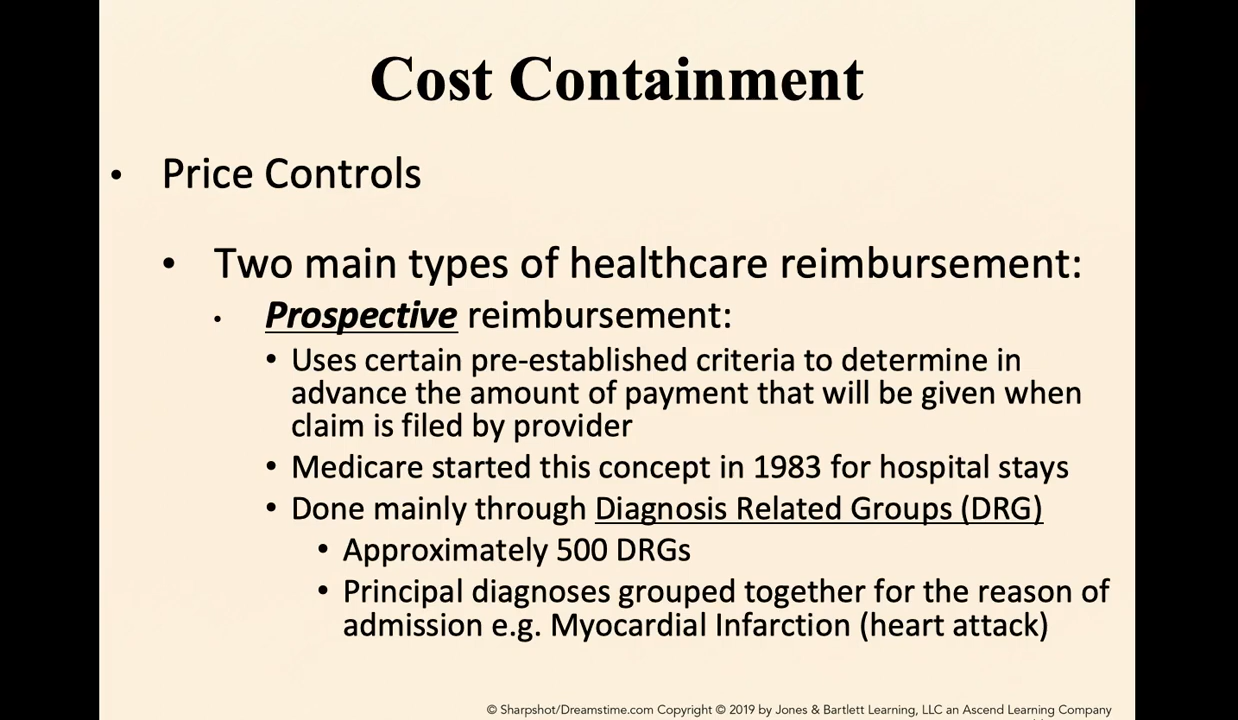 Cost Containment
• Price Controls
• Two main types of healthcare reimbursement:
• Prospective reimbursement:
• Uses certain pre-established criteria to determine in
advance the amount of payment that will be given when
claim is filed by provider
• Medicare started this concept in 1983 for hospital stays
• Done mainly through Diagnosis Related Groups (DRG)
• Approximately 500 DRGs
• Principal diagnoses grouped together for the reason of
admission e.g. Myocardial Infarction (heart attack)
© Sharpshot/Dreamstime.com Copyright © 2019 by Jones & Bartlett Learning, LLC an Ascend Learning Company